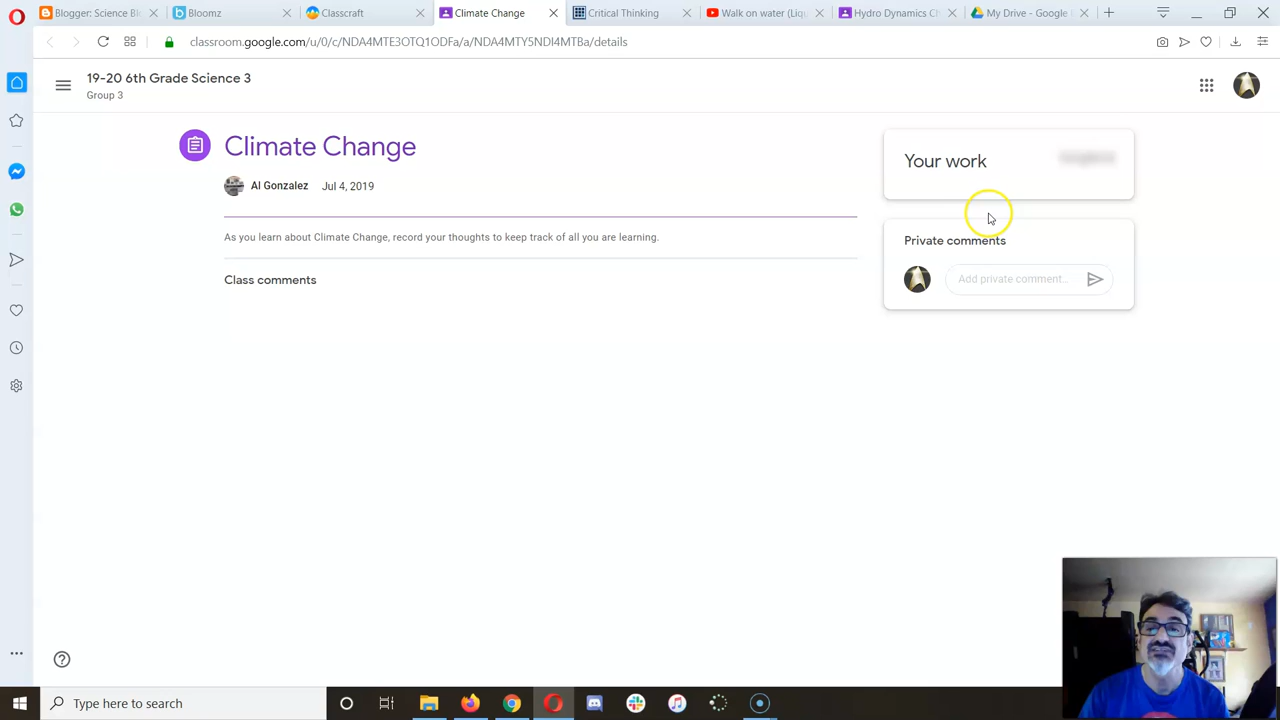 Blogger: Science Bl
Bloomz
Classcraft
Climate Change
Critical Thinking
Walk on water (Liqu
Hydro Dynamics Ch
My Drive - Google
classroom.google.com/u/0/c/NDA4MTE3OTQ1ODFa/a/NDA4MTY5NDI4MTBa/details
19-20 6th Grade Science 3
Group 3
Climate Change
Al Gonzalez Jul 4, 2019
As you learn about Climate Change, record your thoughts to keep track of all you are learning.
Class comments
Your work
Private comments
Add private comment...
Type here to search